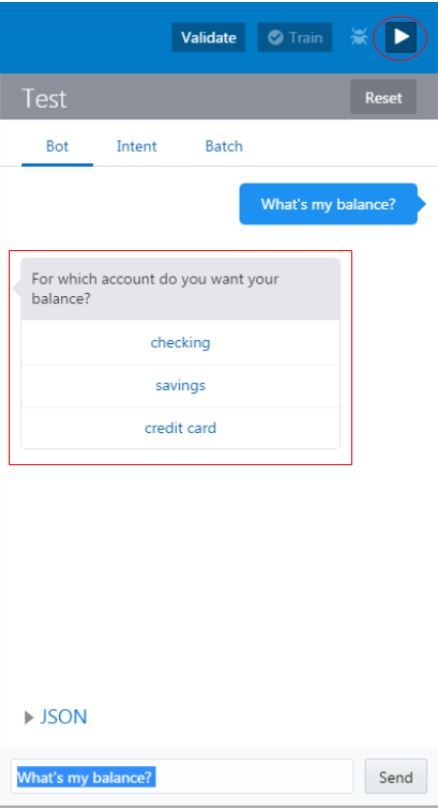 Validate Train
Test Reset
Bot Intent Batch
What's my balance?
For which account do you want your
balance?
checking
savings
credit card
JSON
What's my balance? Send